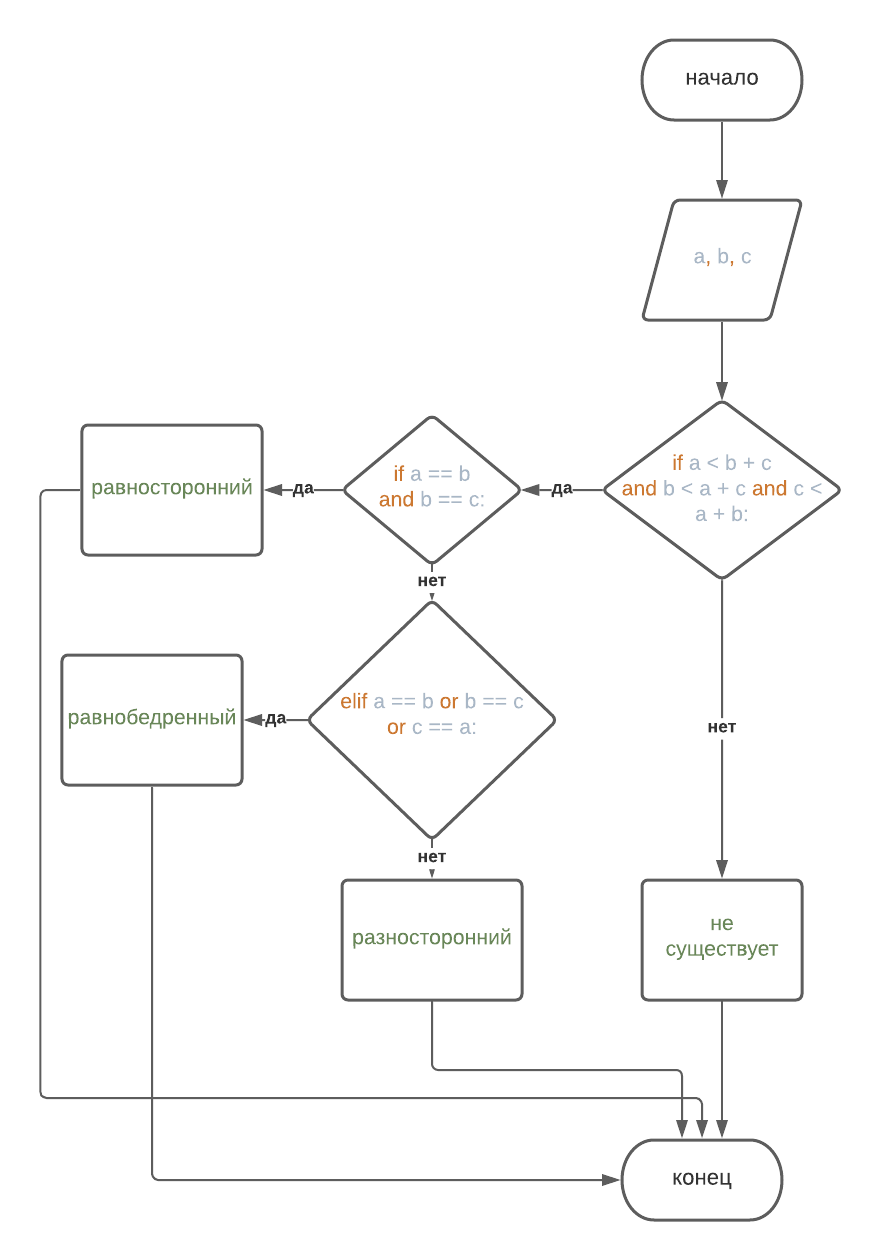 начало
a, b, c
if a < b + c
and b < a + c and c <
a + b:
да
if a == b
and b == c:
да
равносторонний
нет
elif a == b or b == c
or c == a:
да
равнобедренный
нет
нет
разносторонний
не
существует
конец